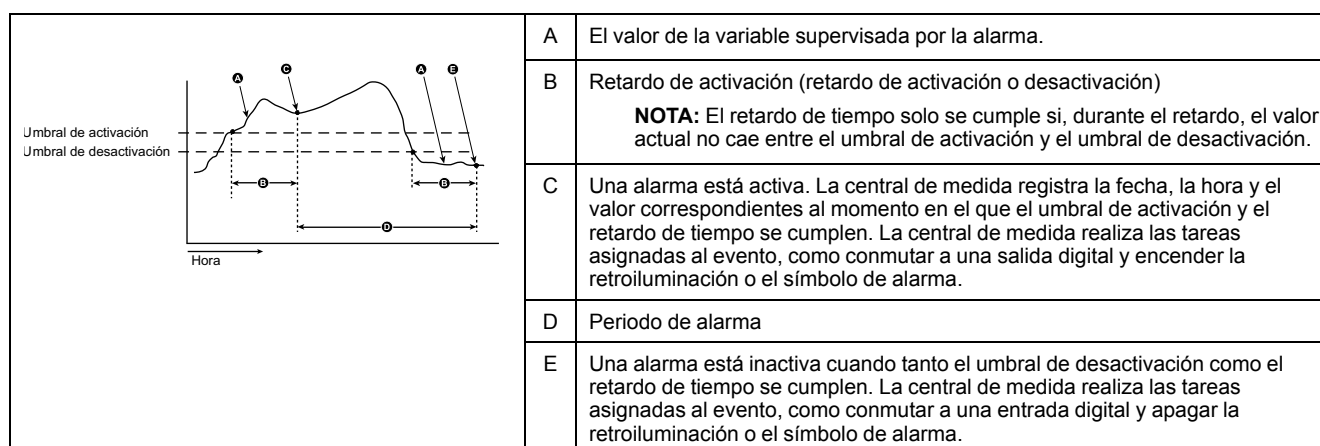 A
C
A
E
Umbral de activación
Umbral de desactivación
B
B
D
Hora
A
El valor de la variable supervisada por la alarma.
B
Retardo de activación (retardo de activación o desactivación)
NOTA: El retardo de tiempo solo se cumple si, durante el retardo, el valor
actual no cae entre el umbral de activación y el umbral de desactivación.
C
Una alarma está activa. La central de medida registra la fecha, la hora y el
valor correspondientes al momento en el que el umbral de activación y el
retardo de tiempo se cumplen. La central de medida realiza las tareas
asignadas al evento, como conmutar a una salida digital y encender la
retroiluminación o el símbolo de alarma.
D
Periodo de alarma
E
Una alarma está inactiva cuando tanto el umbral de desactivación como el
retardo de tiempo se cumplen. La central de medida realiza las tareas
asignadas al evento, como conmutar a una entrada digital y apagar la
retroiluminación o el símbolo de alarma.